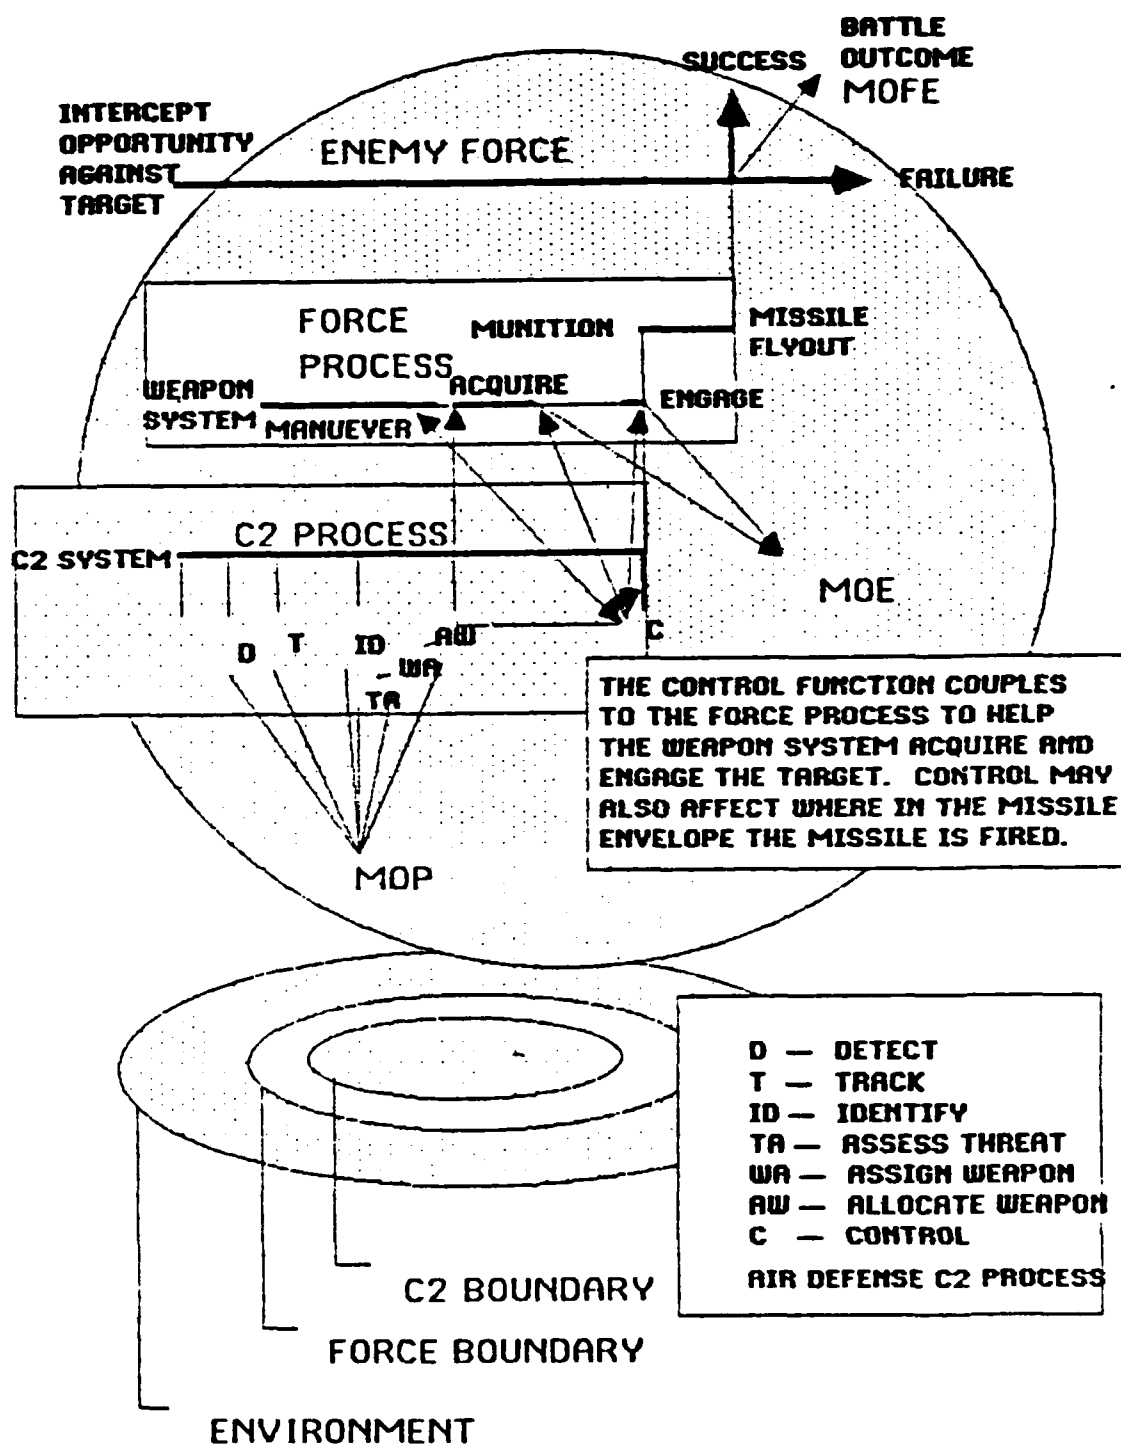 BATTLE
OUTCOME
MOFE
SUCCESS
INTERCEPT
OPPORTUNITY
AGAINST
TARGET
ENEMY FORCE
FAILURE
FORCE
PROCESS
MUNITION
MISSILE
FLYOUT
WEAPON
SYSTEM
ACQUIRE
ENGAGE
MANUEVER
C2 PROCESS
C2 SYSTEM
MOE
D
T
ID
TA
WA
AW
C
THE CONTROL FUNCTION COUPLES
TO THE FORCE PROCESS TO HELP
THE WEAPON SYSTEM ACQUIRE AND
ENGAGE THE TARGET. CONTROL MAY
ALSO AFFECT WHERE IN THE MISSILE
ENVELOPE THE MISSILE IS FIRED.
MOP
D — DETECT
T — TRACK
ID — IDENTIFY
TA — ASSESS THREAT
WA — ASSIGN WEAPON
AW — ALLOCATE WEAPON
C — CONTROL
AIR DEFENSE C2 PROCESS
C2 BOUNDARY
FORCE BOUNDARY
ENVIRONMENT